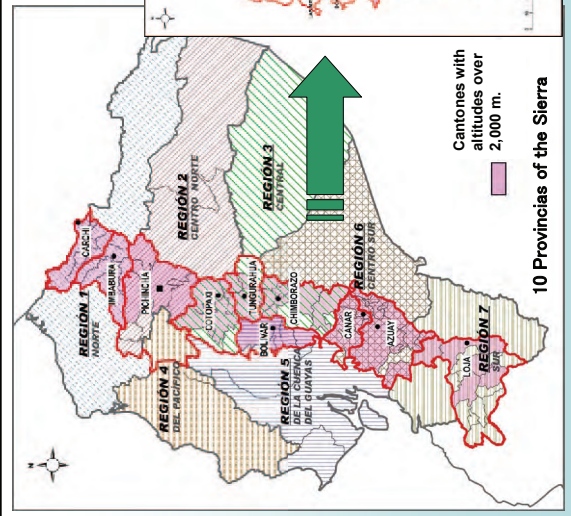 N
REGIÓN 1
NORTE
CARCHI
IMBABURA
PICHINCHA
REGIÓN 2
CENTRO NORTE
REGIÓN 3
CENTRAL
REGIÓN 4
DEL PACÍFICO
COTOPAXI
TUNGURAHUA
BOLIVAR
CHIMBORAZO
REGIÓN 5
DE LA CUENCA
DEL GUAYAS
REGIÓN 6
CENTRO SUR
CAÑAR
AZUAY
LOJA
REGIÓN 7
SUR
Cantones with
altitudes over
2,000 m.
10 Provincias of the Sierra